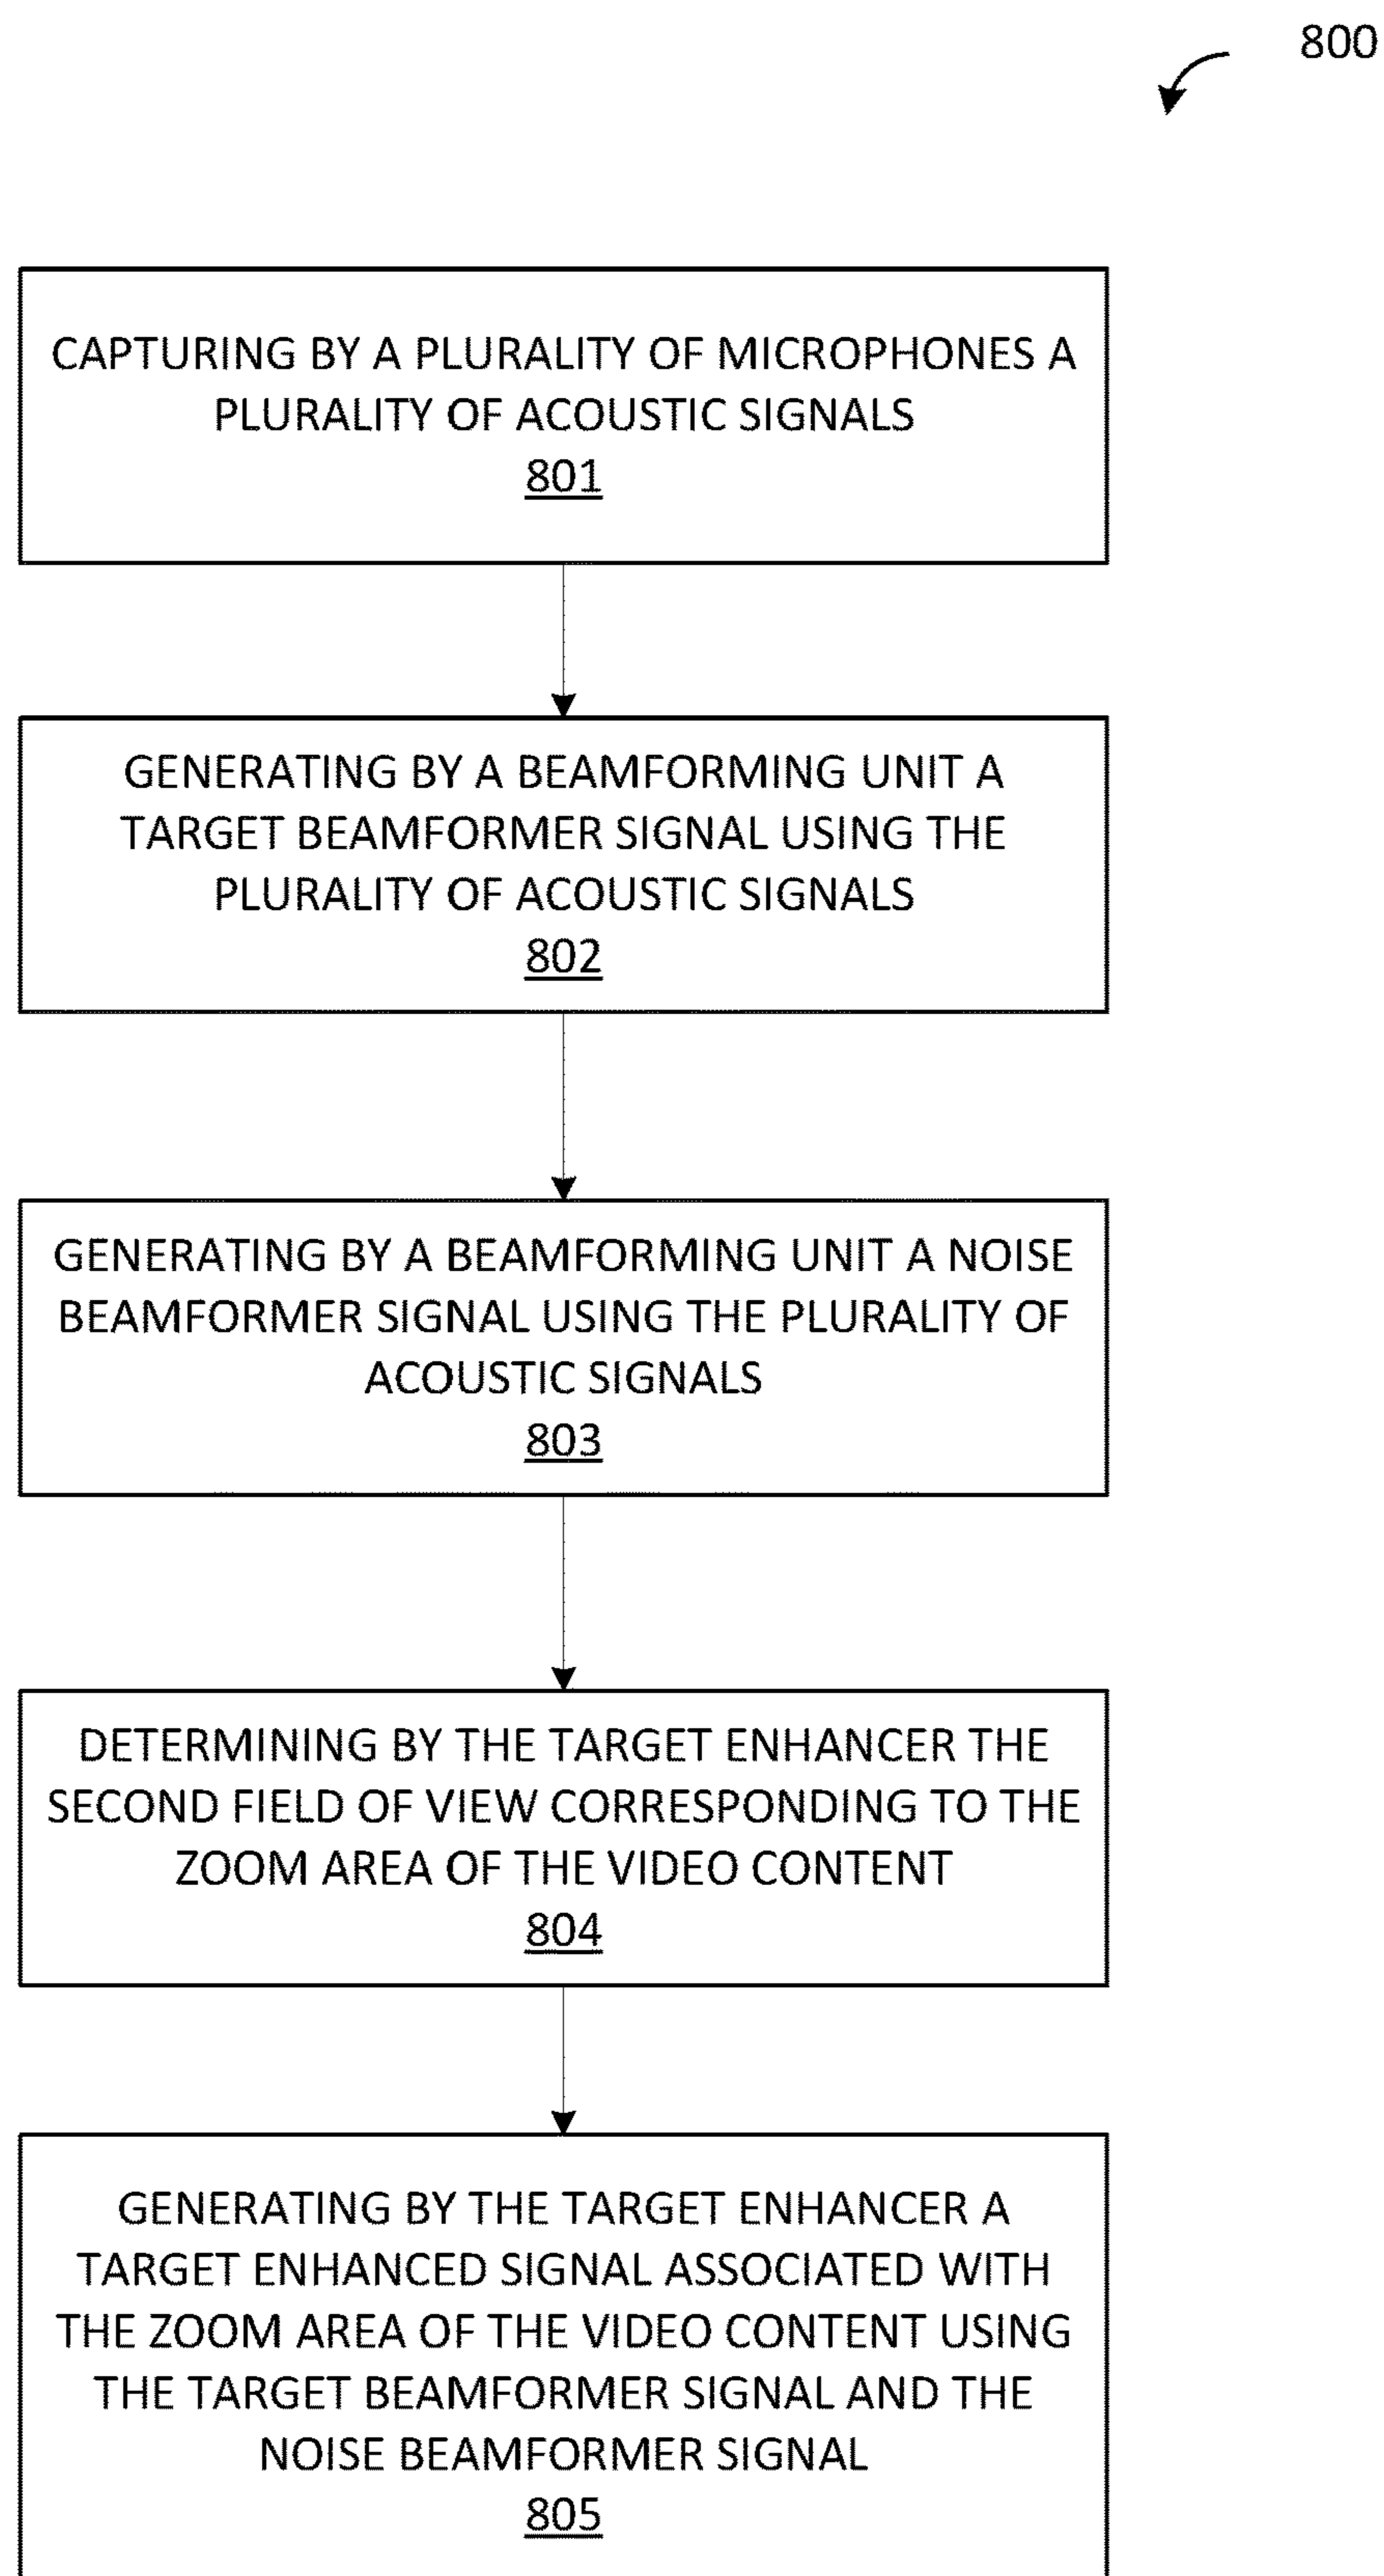 800
CAPTURING BY A PLURALITY OF MICROPHONES A
PLURALITY OF ACOUSTIC SIGNALS
801
GENERATING BY A BEAMFORMING UNIT A
TARGET BEAMFORMER SIGNAL USING THE
PLURALITY OF ACOUSTIC SIGNALS
802
GENERATING BY A BEAMFORMING UNIT A NOISE
BEAMFORMER SIGNAL USING THE PLURALITY OF
ACOUSTIC SIGNALS
803
DETERMINING BY THE TARGET ENHANCER THE
SECOND FIELD OF VIEW CORRESPONDING TO THE
ZOOM AREA OF THE VIDEO CONTENT
804
GENERATING BY THE TARGET ENHANCER A
TARGET ENHANCED SIGNAL ASSOCIATED WITH
THE ZOOM AREA OF THE VIDEO CONTENT USING
THE TARGET BEAMFORMER SIGNAL AND THE
NOISE BEAMFORMER SIGNAL
805